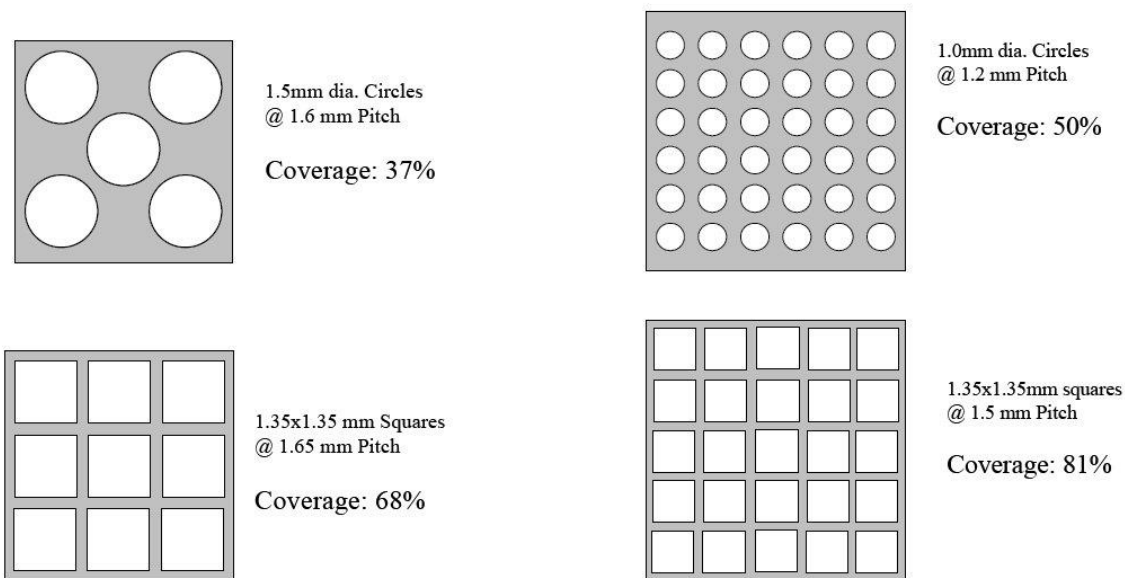 1.5mm dia. Circles
@ 1.6 mm Pitch
Coverage: 37%
1.0mm dia. Circles
@ 1.2 mm Pitch
Coverage: 50%
1.35x1.35 mm Squares
@ 1.65 mm Pitch
Coverage: 68%
1.35x1.35mm squares
@ 1.5 mm Pitch
Coverage: 81%